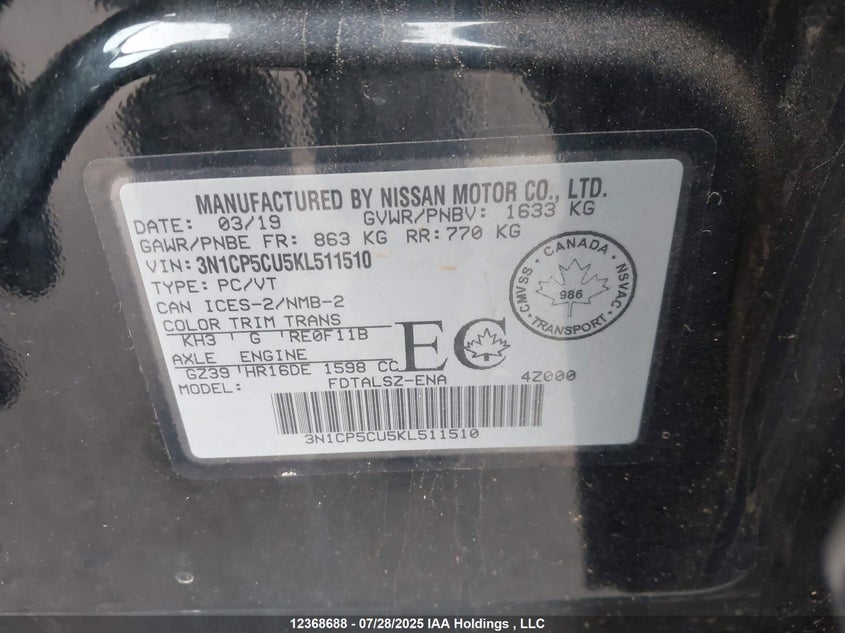 MANUFACTURED BY NISSAN MOTOR CO., LTD.
DATE: 03/19 GVWR/PNBV: 1633 KG
GAWR/PNBE FR: 863 KG RR: 770 KG
VIN: 3N1CP5CU5KL511510
TYPE: PC/VT
CAN ICES-2/NMB-2
COLOR TRIM TRANS
KH3 G RE0F11B
AXLE ENGINE
GZ39 HR16DE 1598 CC
MODEL: FDTALSZ-ENA 4Z000
EC
CANADA
CMVSS 986 NSVAC
TRANSPORT
3N1CP5CU5KL511510
12368688 - 07/28/2025 IAA Holdings , LLC